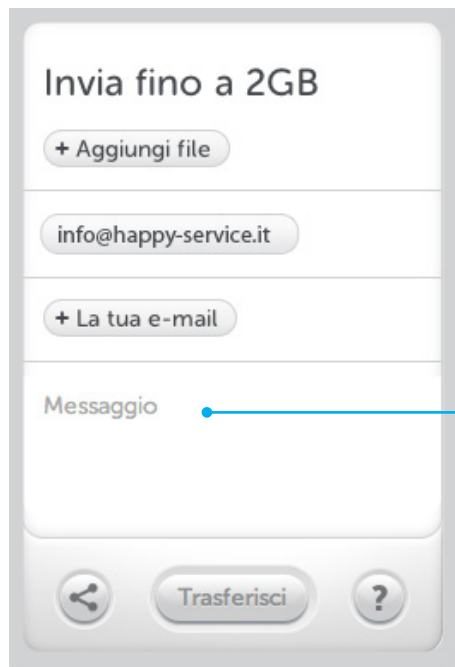 Invia fino a 2GB
+ Aggiungi file
info@happy-service.it
+ La tua e-mail
Messaggio
Trasferisci
?